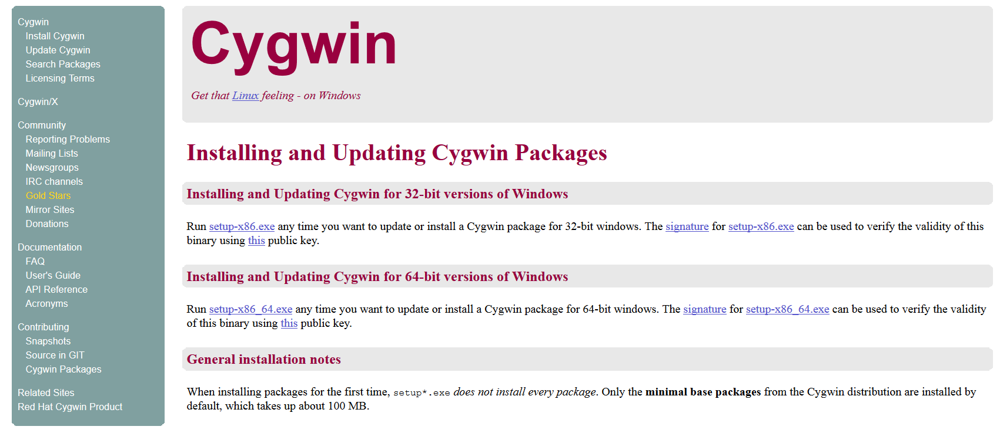 Cygwin
Install Cygwin
Update Cygwin
Search Packages
Licensing Terms
Cygwin/X
Community
Reporting Problems
Mailing Lists
Newsgroups
IRC channels
Gold Stars
Mirror Sites
Donations
Documentation
FAQ
User's Guide
API Reference
Acronyms
Contributing
Snapshots
Source in GIT
Cygwin Packages
Related Sites
Red Hat Cygwin Product
Cygwin
Get that Linux feeling - on Windows
Installing and Updating Cygwin Packages
Installing and Updating Cygwin for 32-bit versions of Windows
Run setup-x86.exe any time you want to update or install a Cygwin package for 32-bit windows. The signature for setup-x86.exe can be used to verify the validity of this
binary using this public key.
Installing and Updating Cygwin for 64-bit versions of Windows
Run setup-x86_64.exe any time you want to update or install a Cygwin package for 64-bit windows. The signature for setup-x86_64.exe can be used to verify the validity
of this binary using this public key.
General installation notes
When installing packages for the first time, setup*.exe does not install every package. Only the minimal base packages from the Cygwin distribution are installed by
default, which takes up about 100 MB.